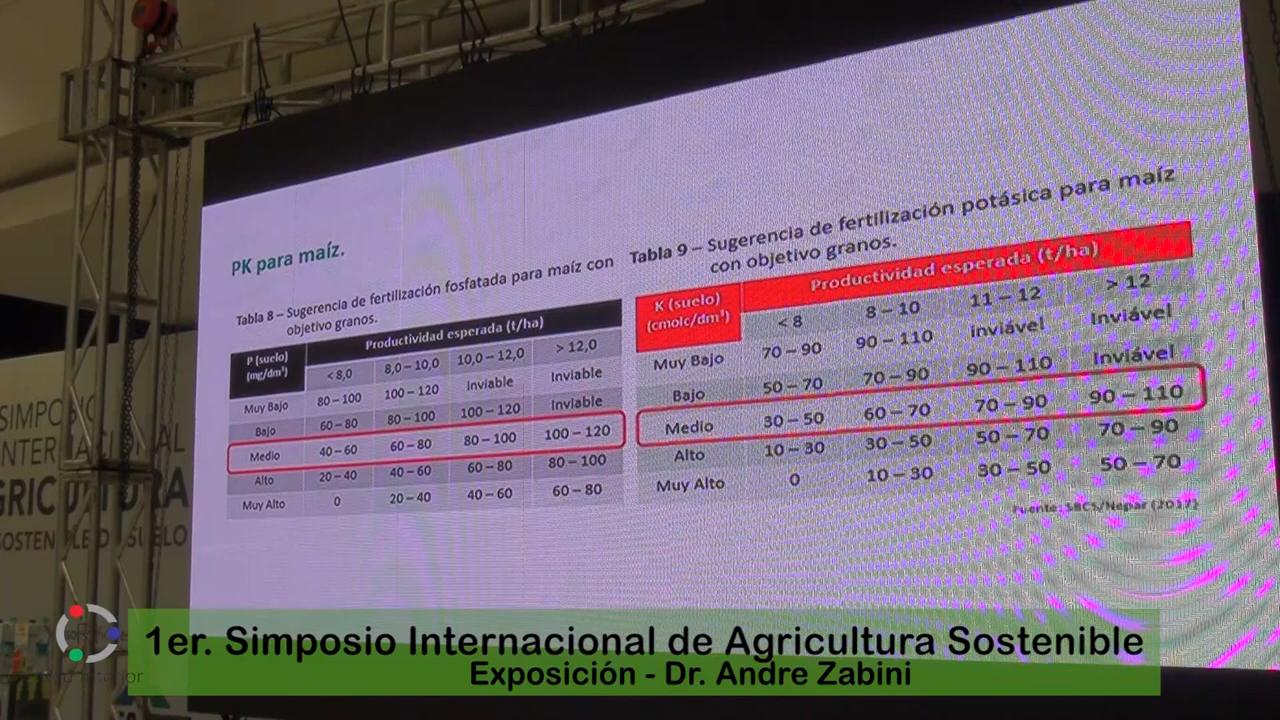 PK para maíz.
Tabla 8 – Sugerencia de fertilización fosfatada para maíz con
objetivo granos.
P (suelo) Productividad esperada (t/ha)
(mg/dm³) < 8,0 8,0 – 10,0 10,0 – 12,0 > 12,0
Muy Bajo 80 – 100 100 – 120 Inviable Inviable
Bajo 60 – 80 80 – 100 100 – 120 Inviable
Medio 40 – 60 60 – 80 80 – 100 100 – 120
Alto 20 – 40 40 – 60 60 – 80 80 – 100
Muy Alto 0 20 – 40 40 – 60 60 – 80
Tabla 9 – Sugerencia de fertilización potásica para maíz
con objetivo granos.
K (suelo) Productividad esperada (t/ha)
(cmolc/dm³) < 8 8 – 10 11 – 12 > 12
Muy Bajo 70 – 90 90 – 110 Inviável Inviável
Bajo 50 – 70 70 – 90 90 – 110 Inviável
Medio 30 – 50 60 – 70 70 – 90 90 – 110
Alto 10 – 30 30 – 50 50 – 70 70 – 90
Muy Alto 0 10 – 30 30 – 50 50 – 70
Fuente: SBCS/Nepar (2017)
SIMPO
1er. Simposio Internacional de Agricultura Sostenible
Exposición - Dr. Andre Zabini